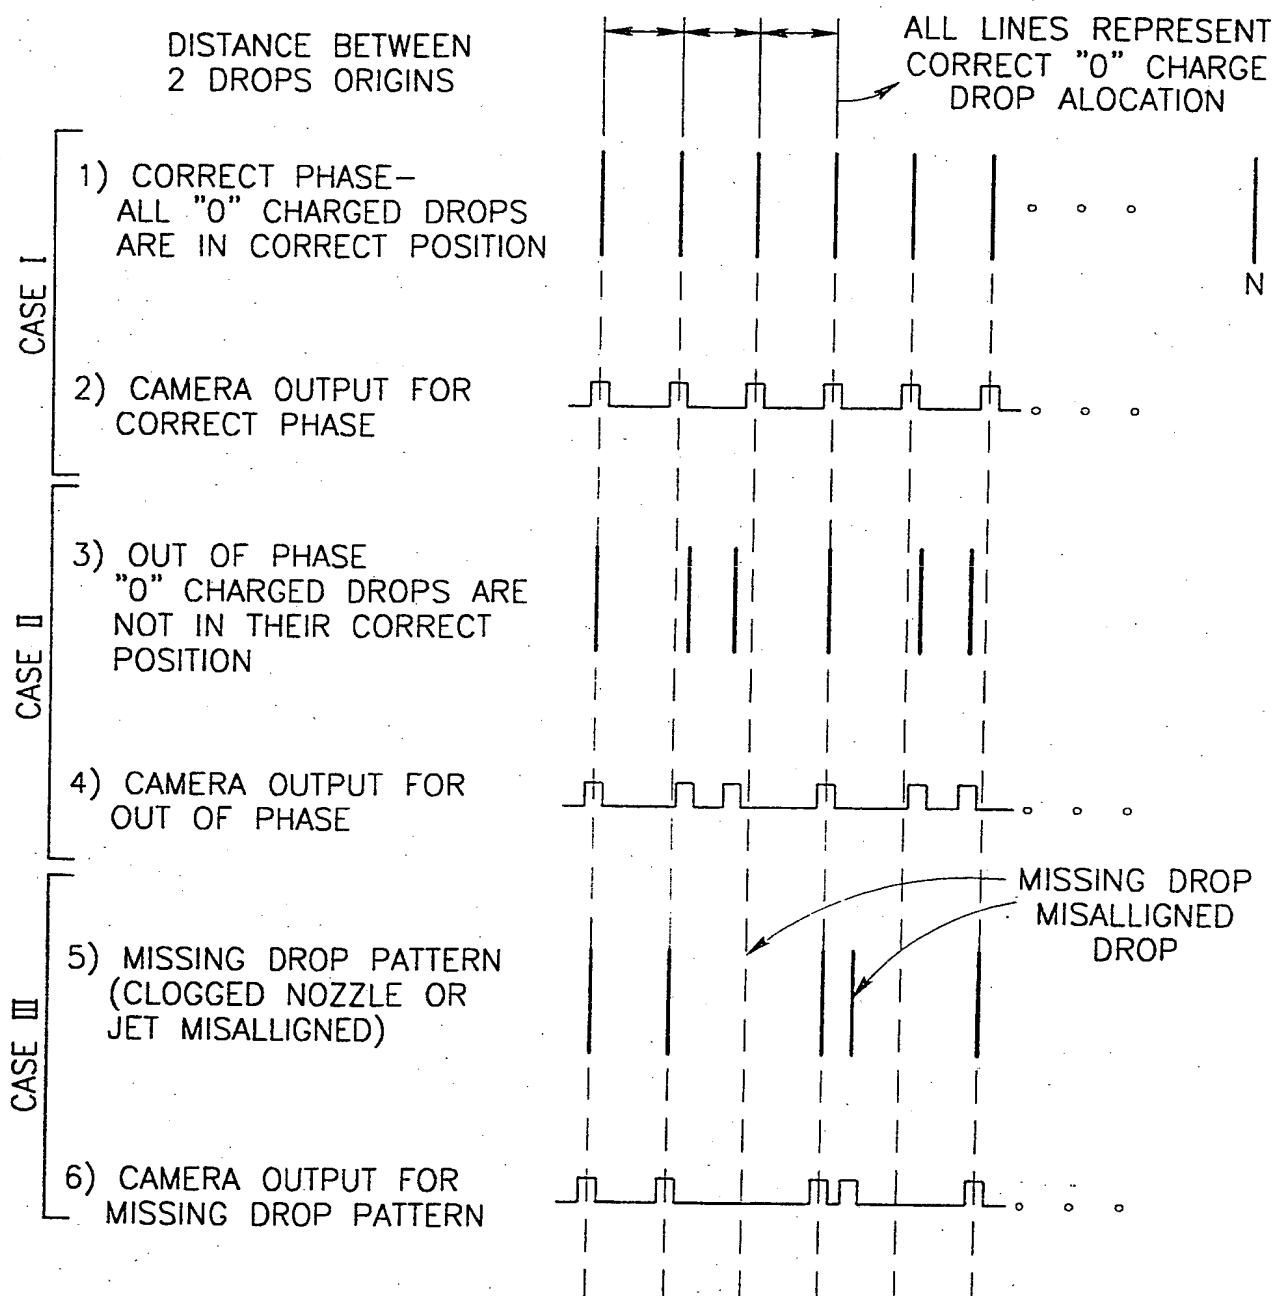 DISTANCE BETWEEN
2 DROPS ORIGINS
ALL LINES REPRESENT
CORRECT "0" CHARGE
DROP ALOCATION
CASE I
1) CORRECT PHASE-
ALL "0" CHARGED DROPS
ARE IN CORRECT POSITION
N
2) CAMERA OUTPUT FOR
CORRECT PHASE
CASE II
3) OUT OF PHASE
"0" CHARGED DROPS ARE
NOT IN THEIR CORRECT
POSITION
4) CAMERA OUTPUT FOR
OUT OF PHASE
CASE III
MISSING DROP
MISALLIGNED
DROP
5) MISSING DROP PATTERN
(CLOGGED NOZZLE OR
JET MISALLIGNED)
6) CAMERA OUTPUT FOR
MISSING DROP PATTERN